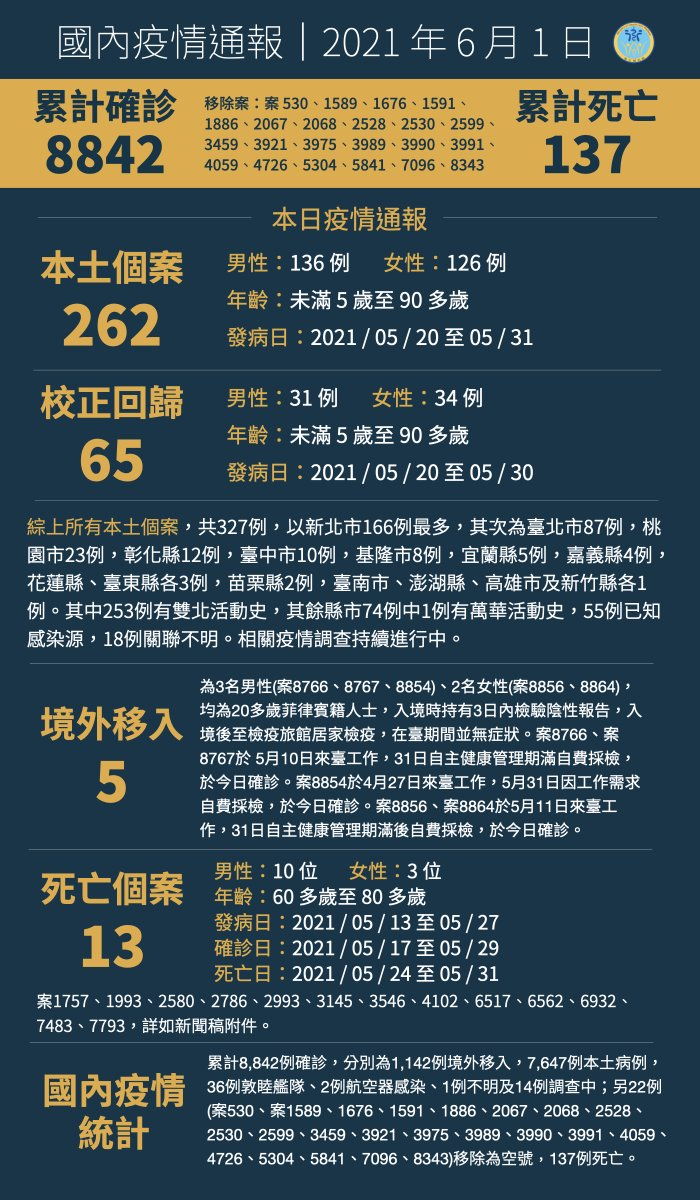 國內疫情通報｜2021 年 6 月 1 日
累計確診
8842
移除案：案 530、1589、1676、1591、
1886、2067、2068、2528、2530、2599、
3459、3921、3975、3989、3990、3991、
4059、4726、5304、5841、7096、8343
累計死亡
137
本日疫情通報
本土個案
262
男性：136 例 女性：126 例
年齡：未滿 5 歲至 90 多歲
發病日：2021 / 05 / 20 至 05 / 31
校正回歸
65
男性：31 例 女性：34 例
年齡：未滿 5 歲至 90 多歲
發病日：2021 / 05 / 20 至 05 / 30
綜上所有本土個案，共327例，以新北市166例最多，其次為臺北市87例，桃
園市23例，彰化縣12例，臺中市10例，基隆市8例，宜蘭縣5例，嘉義縣4例，
花蓮縣、臺東縣各3例，苗栗縣2例，臺南市、澎湖縣、高雄市及新竹縣各1
例。其中253例有雙北活動史，其餘縣市74例中1例有萬華活動史，55例已知
感染源，18例關聯不明。相關疫情調查持續進行中。
境外移入
5
為3名男性(案8766、8767、8854)、2名女性(案8856、8864)，
均為20多歲菲律賓籍人士，入境時持有3日內檢驗陰性報告，入
境後至檢疫旅館居家檢疫，在臺期間並無症狀。案8766、案
8767於 5月10日來臺工作，31日自主健康管理期滿自費採檢，
於今日確診。案8854於4月27日來臺工作，5月31日因工作需求
自費採檢，於今日確診。案8856、案8864於5月11日來臺工
作，31日自主健康管理期滿後自費採檢，於今日確診。
死亡個案
13
男性：10 位 女性：3 位
年齡：60 多歲至 80 多歲
發病日：2021 / 05 / 13 至 05 / 27
確診日：2021 / 05 / 17 至 05 / 29
死亡日：2021 / 05 / 24 至 05 / 31
案1757、1993、2580、2786、2993、3145、3546、4102、6517、6562、6932、
7483、7793，詳如新聞稿附件。
國內疫情
統計
累計8,842例確診，分別為1,142例境外移入，7,647例本土病例，
36例敦睦艦隊、2例航空器感染、1例不明及14例調查中；另22例
(案530、案1589、1676、1591、1886、2067、2068、2528、
2530、2599、3459、3921、3975、3989、3990、3991、4059、
4726、5304、5841、7096、8343)移除為空號，137例死亡。